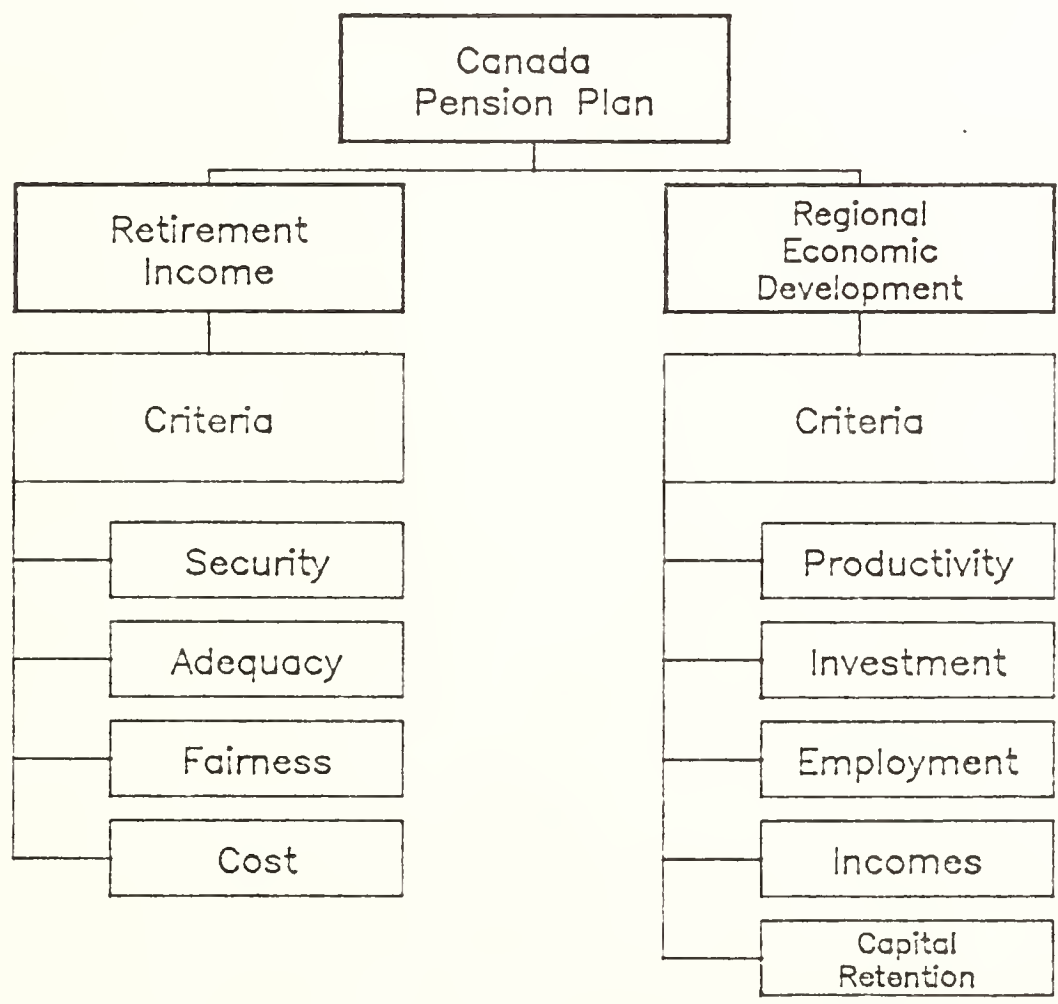 Canada
Pension Plan
Retirement
Income
Regional
Economic
Development
Criteria
Criteria
Security
Adequacy
Fairness
Cost
Productivity
Investment
Employment
Incomes
Capital
Retention